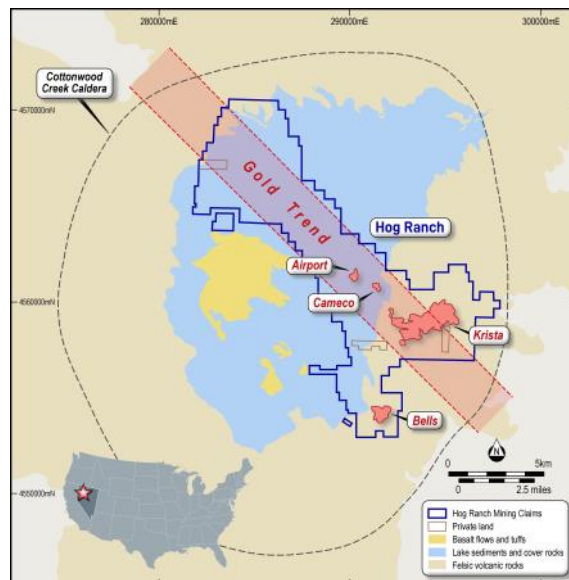 280000mE
290000mE
300000mE
Cottonwood
Creek Caldera
4570000mN
Gold Trend
Hog Ranch
Airport
Cameco
4560000mN
Krista
Bells
N
4550000mN
0
5km
0
2.5 miles
Hog Ranch Mining Claims
Private land
Besalt flows and tuffs
Lake sediments and cover rocks
Felsic volcanic rocks